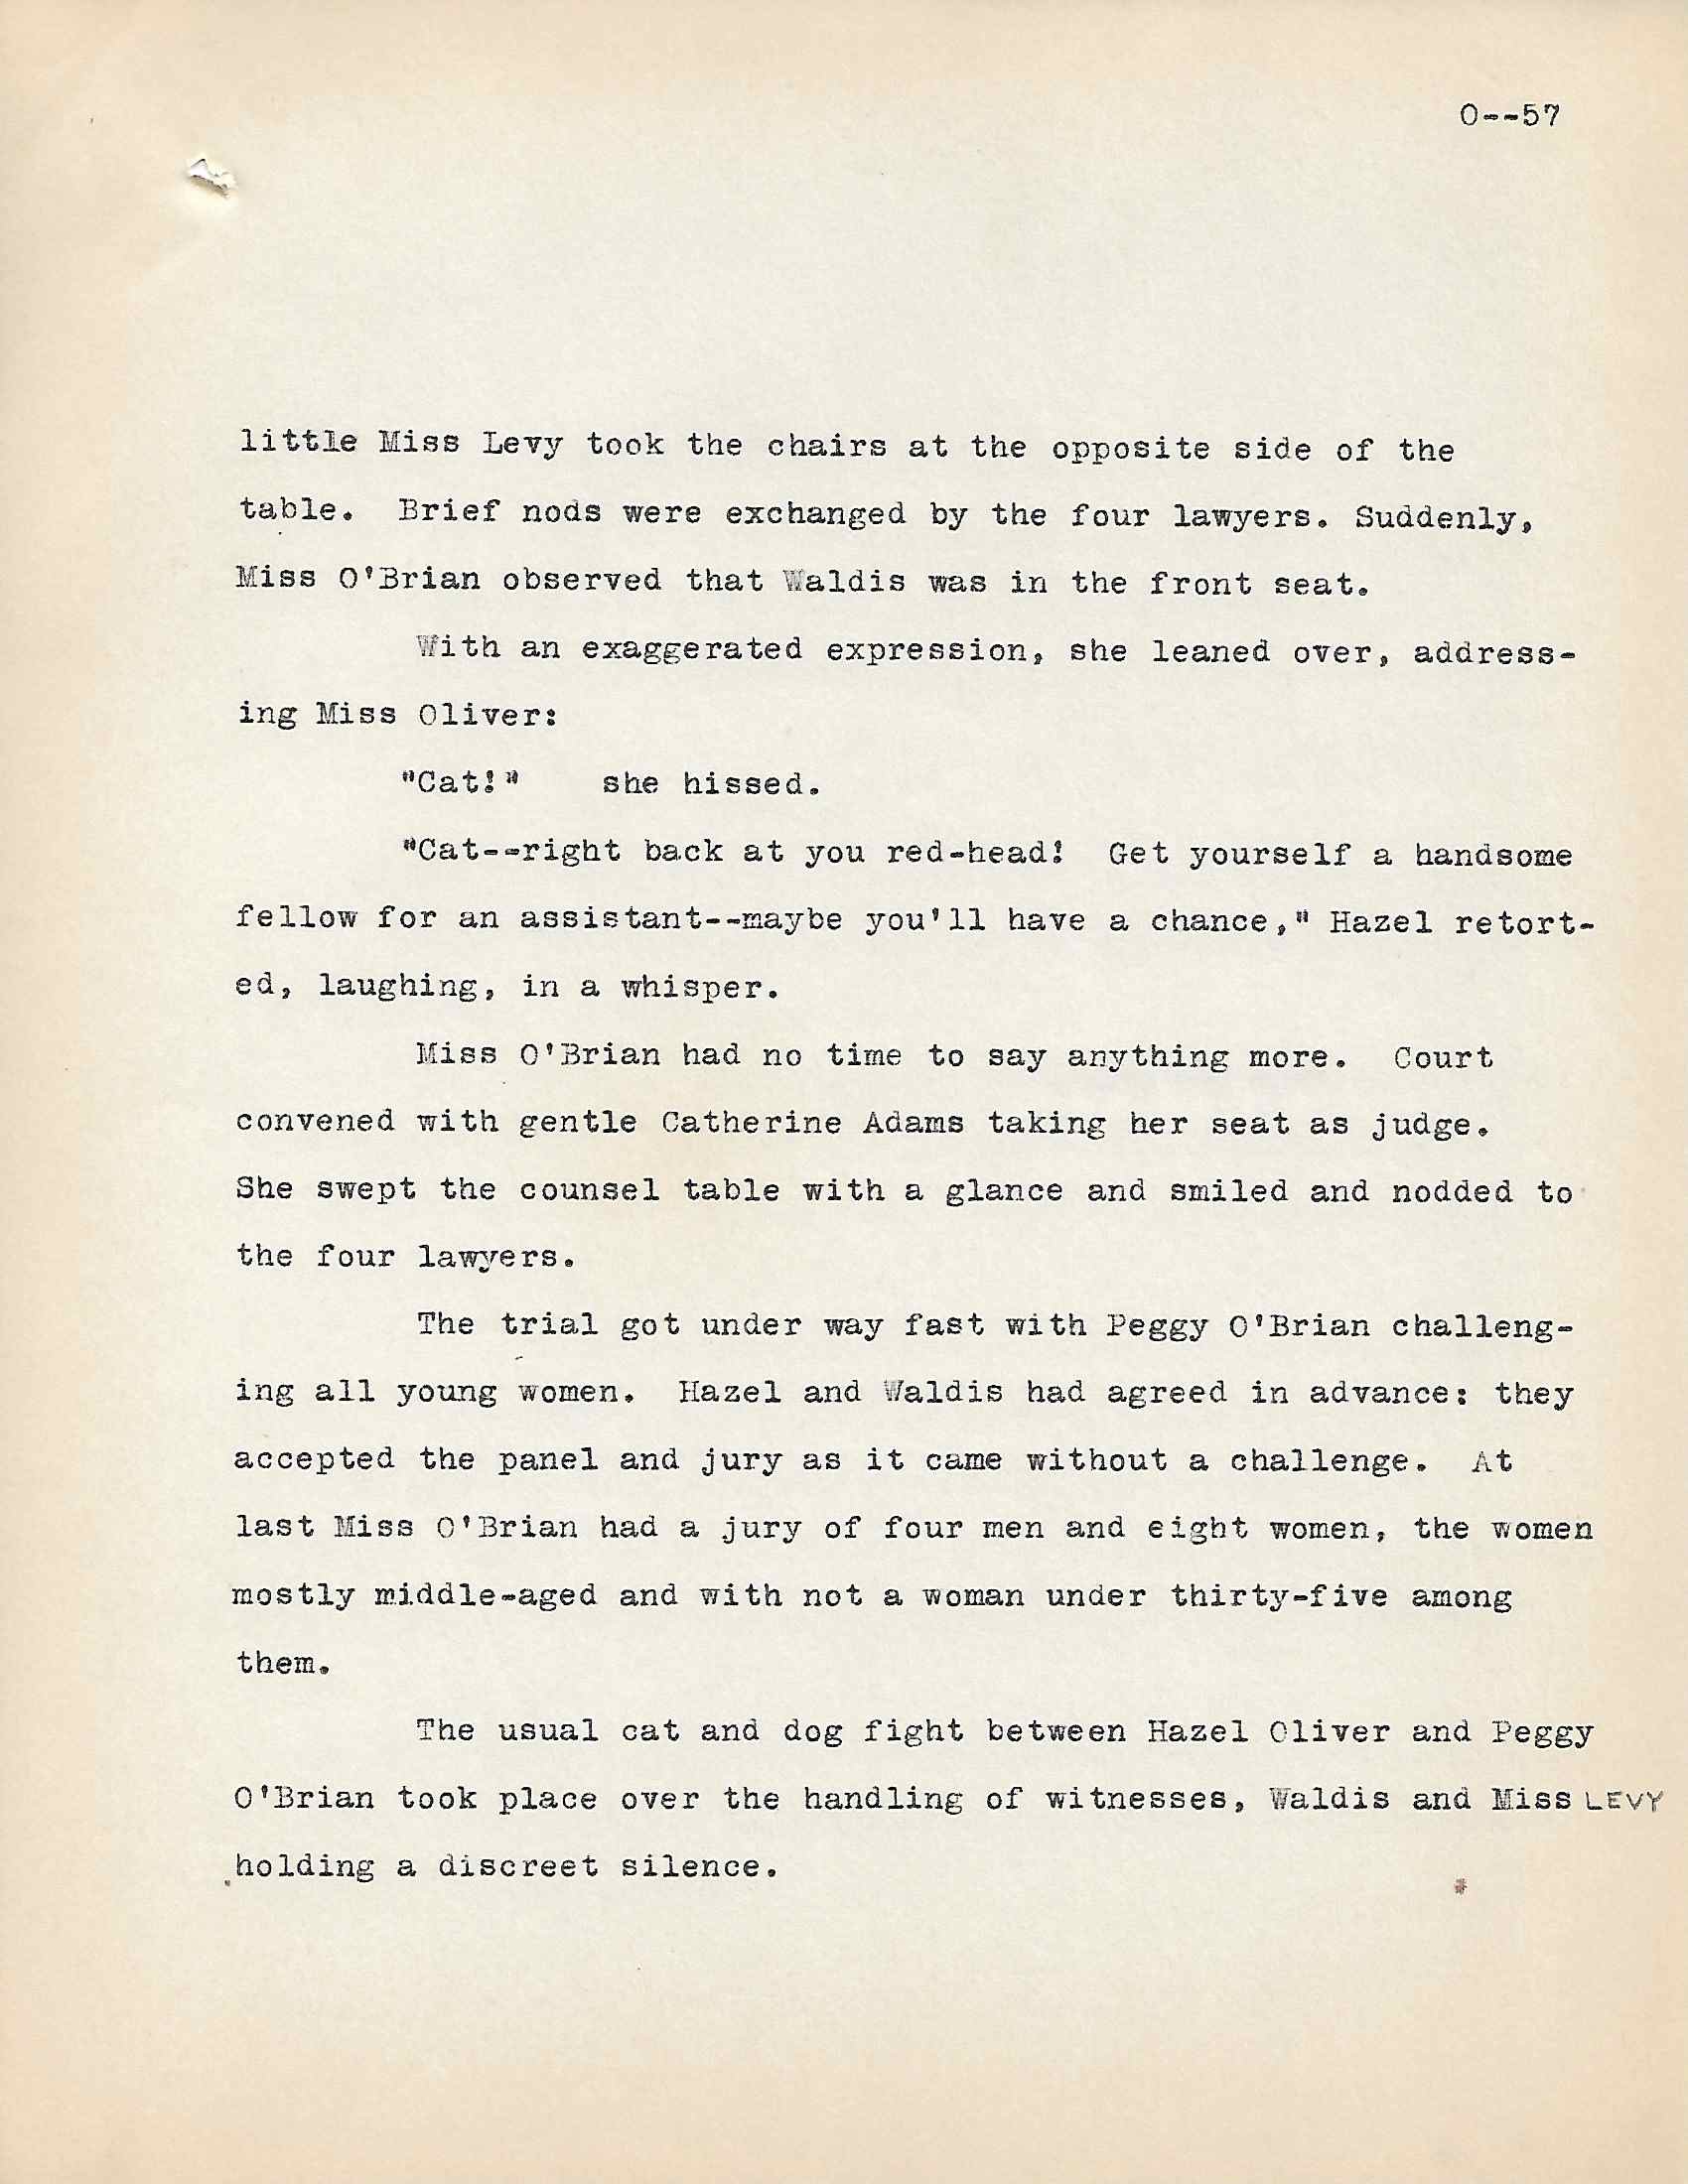 O--57
little Miss Levy took the chairs at the opposite side of the
table.  Brief nods were exchanged by the four lawyers. Suddenly,
Miss O'Brian observed that Waldis was in the front seat.
With an exaggerated expression, she leaned over, address-
ing Miss Oliver:
"Cat!"    she hissed.
"Cat--right back at you red-head!  Get yourself a handsome
fellow for an assistant--maybe you'll have a chance," Hazel retort-
ed, laughing, in a whisper.
Miss O'Brian had no time to say anything more.  Court
convened with gentle Catherine Adams taking her seat as judge.
She swept the counsel table with a glance and smiled and nodded to
the four lawyers.
The trial got under way fast with Peggy O'Brian challeng-
ing all young women.  Hazel and Waldis had agreed in advance: they
accepted the panel and jury as it came without a challenge.  At
last Miss O'Brian had a jury of four men and eight women, the women
mostly middle-aged and with not a woman under thirty-five among
them.
The usual cat and dog fight between Hazel Oliver and Peggy
O'Brian took place over the handling of witnesses, Waldis and Miss LEVY
holding a discreet silence.